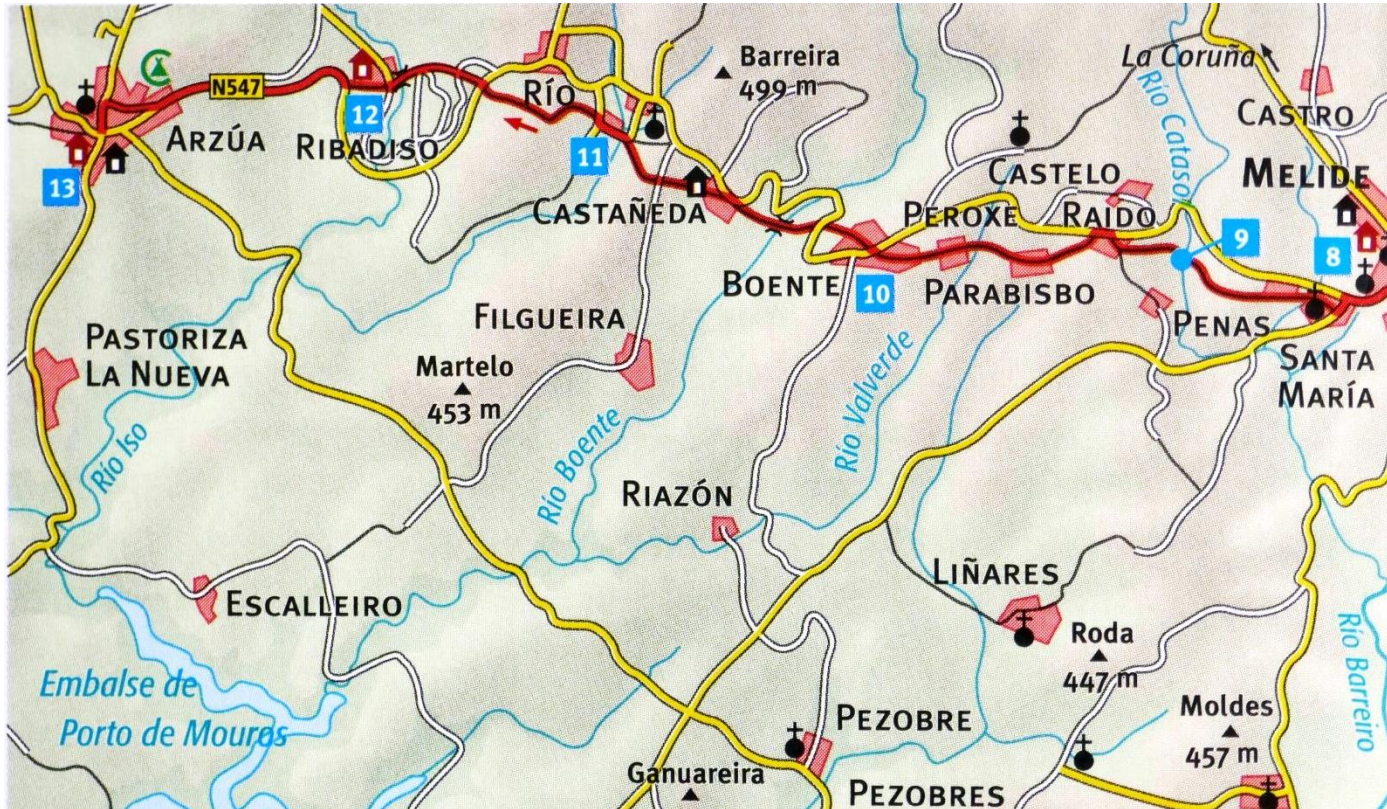 La Coruña
Barreira
499 m
Río Catasol
CASTRO
N547
12
RÍO
ARZÚA
RIBADISO
11
CASTELO
MELIDE
13
CASTAÑEDA
PEROXE
RAIDO
9
8
BOENTE
10
PARABISBO
PENAS
SANTA
MARÍA
FILGUEIRA
PASTORIZA
LA NUEVA
Martelo
453 m
Río Valverde
Río Iso
Río Boente
RIAZÓN
LIÑARES
ESCALLEIRO
Roda
447 m
Río Barreiro
Embalse de
Porto de Mouros
PEZOBRE
Moldes
457 m
Ganuareira
PEZOBRES